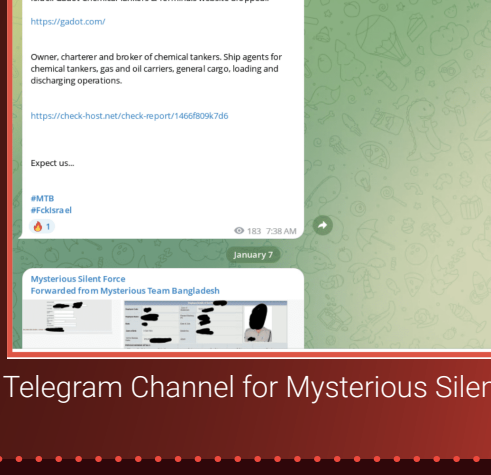 https://gadot.com/
Owner, charterer and broker of chemical tankers. Ship agents for
chemical tankers, gas and oil carriers, general cargo, loading and
discharging operations.
https://check-host.net/check-report/1466f809k7d6
Expect us...
#MTB
#FckIsrael
1
183 7:38 AM
January 7
Mysterious Silent Force
Forwarded from Mysterious Team Bangladesh
Telegram Channel for Mysterious Silen